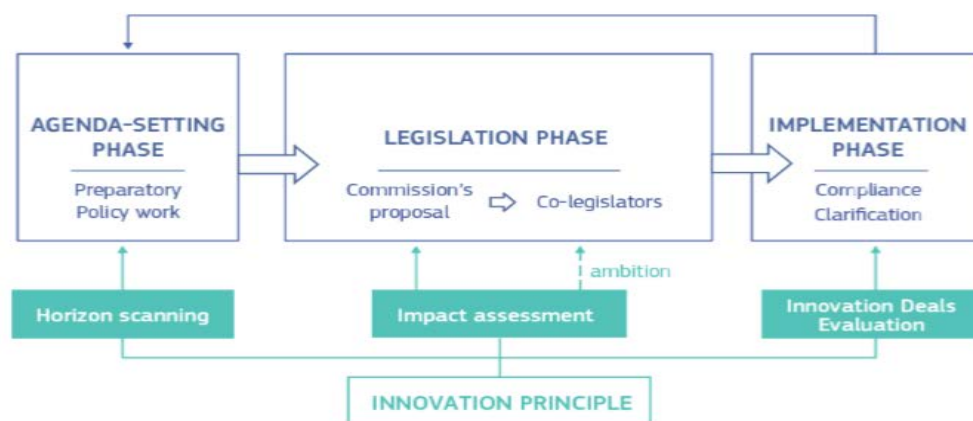 AGENDA-SETTING
PHASE
Preparatory
Policy work
LEGISLATION PHASE
Commission's
proposal
Co-legislators
IMPLEMENTATION
PHASE
Compliance
Clarification
ambition
Horizon scanning
Impact assessment
Innovation Deals
Evaluation
INNOVATION PRINCIPLE